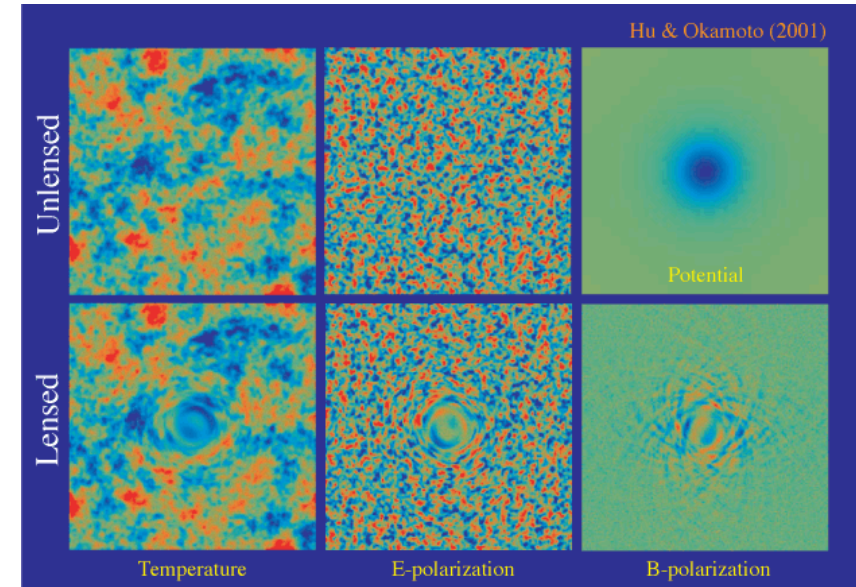 Hu & Okamoto (2001)
Unlensed
Potential
Lensed
Temperature
E-polarization
B-polarization